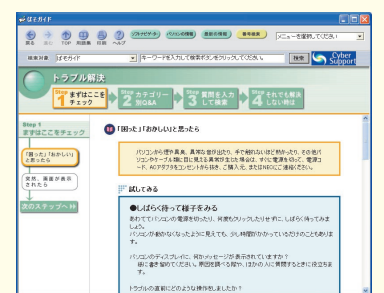 ぱそガイド
戻る 進む TOP 用語集 印刷 ヘルプ
ソフトナビゲータ パソコンの情報 最新の情報 番号検索 メニューを選択してください
検索対象 ぱそガイド キーワードを入力して検索ボタンをクリックしてください。 検索 Cyber Support
トラブル解決
Step 1 まずはここをチェック
Step 2 カテゴリー別Q&A
Step 3 質問を入力して検索
Step 4 それでも解決しない時は
Step 1
まずはここをチェック
「困った」「おかしい」と思ったら
突然、画面が表示されたら
次のステップへ
「困った」「おかしい」と思ったら
パソコンから煙や異臭、異常な音が出たり、手で触れないほど熱かったり、その他パ
ソコンやケーブル類に目に見える異常が生じた場合は、すぐに電源を切って、電源コ
ード、ACアダプタをコンセントから抜き、ご購入元、またはNECにご連絡ください。
試してみる
●しばらく待って様子をみる
あわててパソコンの電源を切ったり、何度もクリックしたりせずに、しばらく待ってみま
しょう。
パソコンが動かなくなったように見えても、少し時間がかかっているだけのこともありま
す。
パソコンのディスプレイに、何かメッセージが表示されていますか?
紙に書き留めてください。原因を調べる際や、ほかの人に質問するときに役立ちま
す。
トラブルの直前にどのような操作をしましたか?